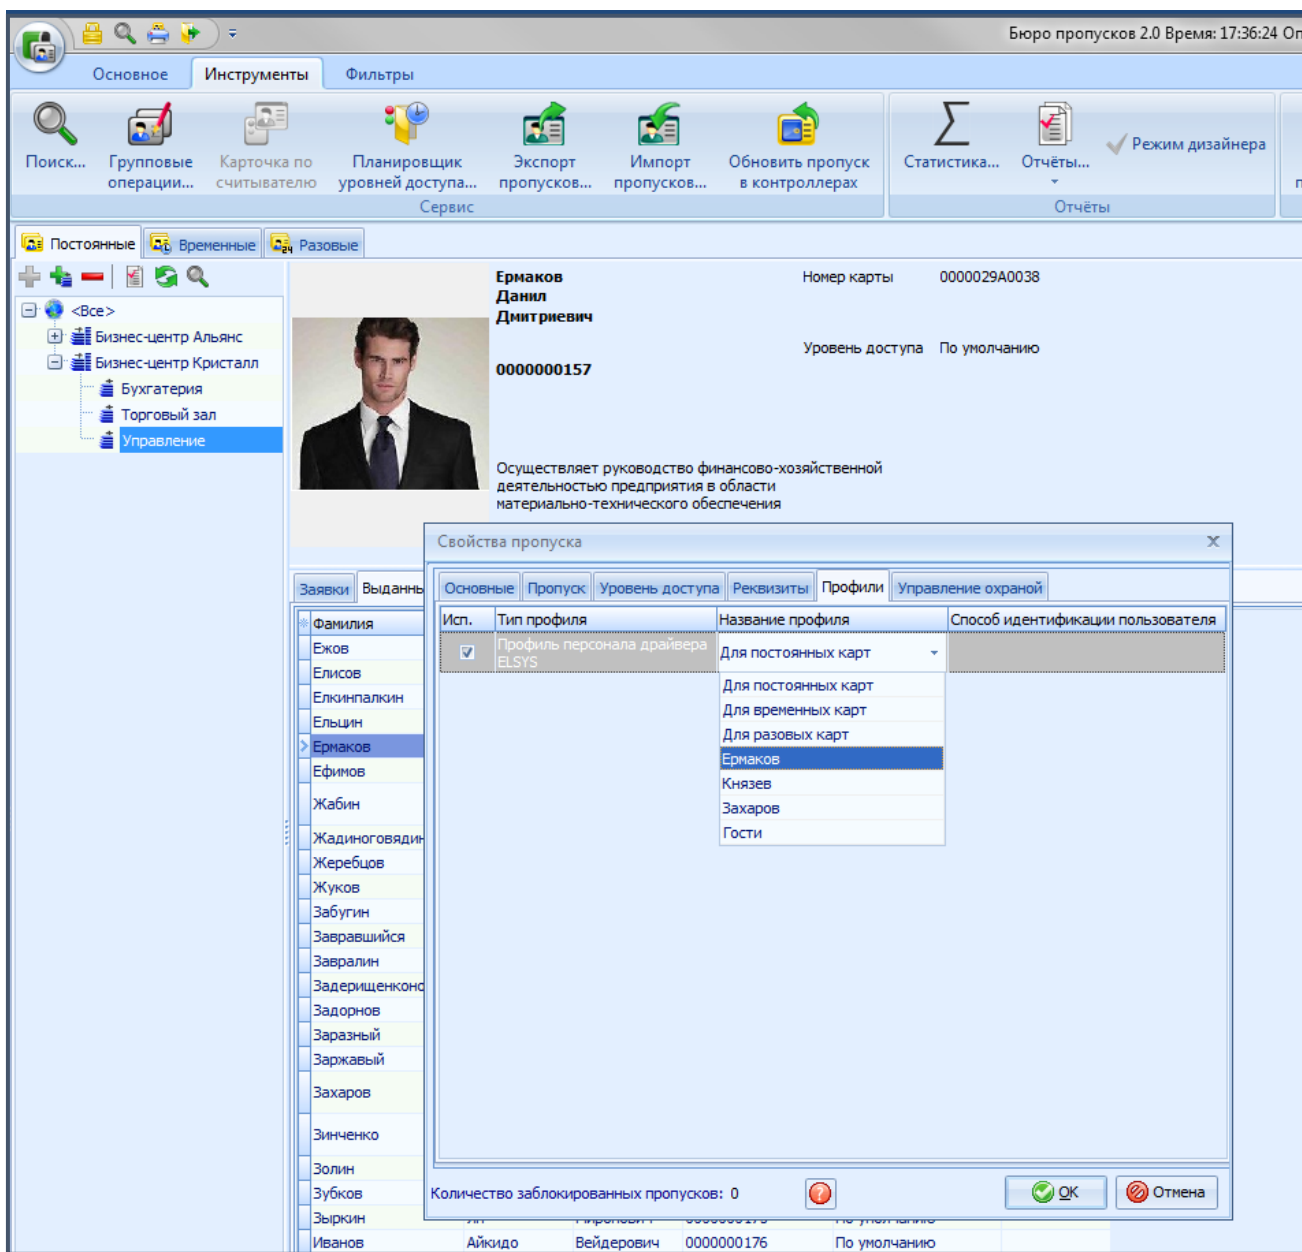 Бюро пропусков 2.0 Время: 17:36:24 Оп
Основное Инструменты Фильтры
Поиск... Групповые операции... Карточка по считывателю Планировщик уровней доступа... Экспорт пропусков... Импорт пропусков... Обновить пропуск в контроллерах Статистика... Отчёты... Режим дизайнера
Сервис Отчёты
Постоянные Временные Разовые
<Все>
Бизнес-центр Альянс
Бизнес-центр Кристалл
Бухгатерия
Торговый зал
Управление
Ермаков
Данил
Дмитриевич
0000000157
Номер карты 0000029A0038
Уровень доступа По умолчанию
Осуществляет руководство финансово-хозяйственной
деятельностью предприятия в области
материально-технического обеспечения
Заявки Выданны
Фамилия
Ежов
Елисов
Елкинпалкин
Ельцин
Ермаков
Ефимов
Жабин
Жадиноговядин
Жеребцов
Жуков
Забугин
Завравшийся
Завралин
Задерищенконо
Задорнов
Заразный
Заржавый
Захаров
Зинченко
Золин
Зубков
Зыркин
Иванов Айкидо Вейдерович 0000000176 По умолчанию
Свойства пропуска
Основные Пропуск Уровень доступа Реквизиты Профили Управление охраной
Исп. Тип профиля Название профиля Способ идентификации пользователя
Профиль персонала драйвера
ELSYS
Для постоянных карт
Для постоянных карт
Для временных карт
Для разовых карт
Ермаков
Князев
Захаров
Гости
Количество заблокированных пропусков: 0
OK Отмена